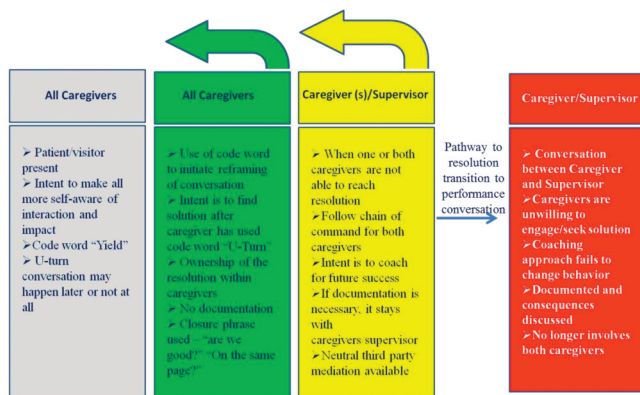 All Caregivers
➢ Patient/visitor
present
➢ Intent to make all
more self-aware of
interaction and
impact
➢Code word “Yield”
➢ U-turn
conversation may
happen later or not at
all
All Caregivers
➢ Use of code word
to initiate reframing
of conversation
➢ Intent is to find
solution after
caregiver has used
code word “U-Turn”
➢ Ownership of the
resolution within
caregivers
➢ No documentation
➢ Closure phrase
used – “are we
good?” “On the same
page?”
Caregiver (s)/Supervisor
➢ When one or both
caregivers are not
able to reach
resolution
➢ Follow chain of
command for both
caregivers
➢ Intent is to coach
for future success
➢ If documentation is
necessary, it stays
with
caregivers supervisor
➢Neutral third party
mediation available
Pathway to
resolution
transition to
performance
conversation
Caregiver/Supervisor
➢ Conversation
between Caregiver
and Supervisor
➢ Caregivers are
unwilling to
engage/seek solution
➢ Coaching
approach fails to
change behavior
➢ Documented and
consequences
discussed
➢ No longer involves
both caregivers